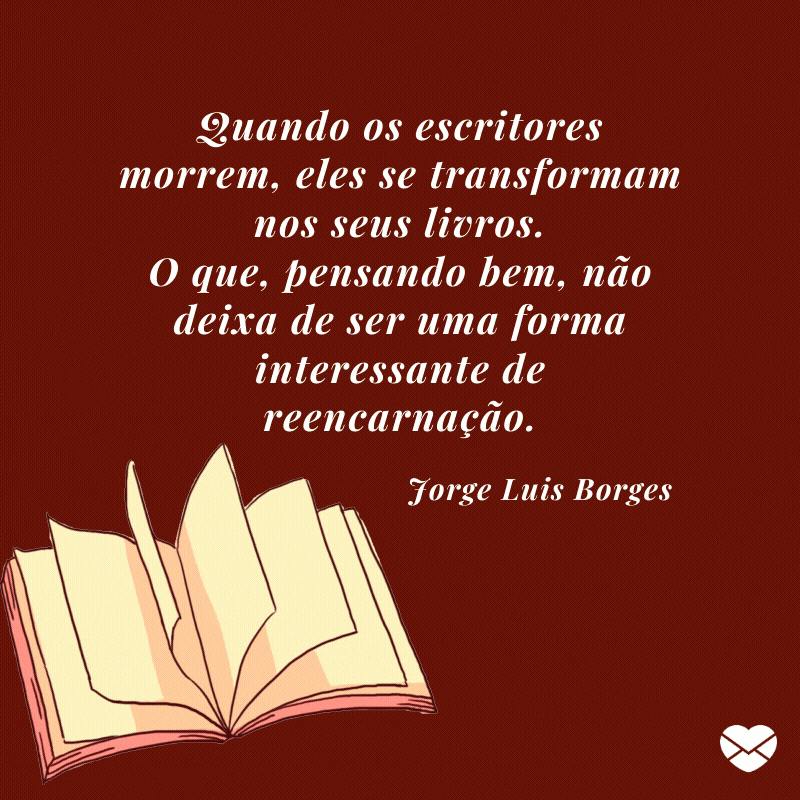 Quando os escritores
morrem, eles se transformam
nos seus livros.
O que, pensando bem, não
deixa de ser uma forma
interessante de
reencarnação.
Jorge Luis Borges